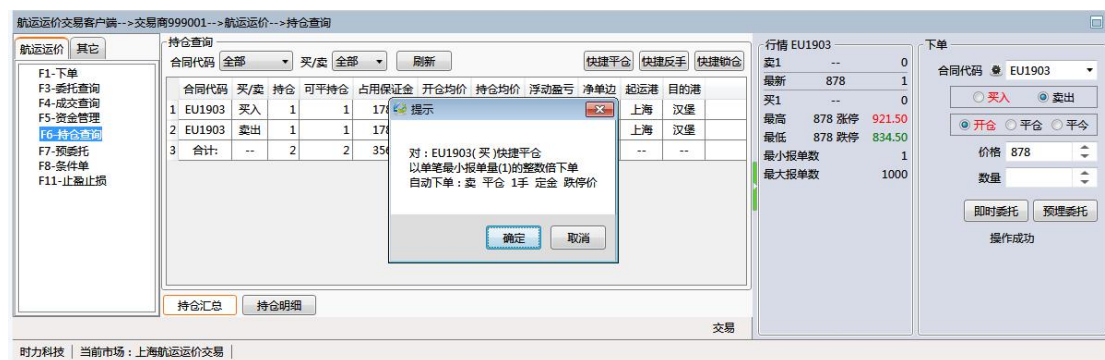 航运运价交易客户端-->交易商999001-->航运运价-->持仓查询
航运运价 其它
F1-下单
F3-委托查询
F4-成交查询
F5-资金管理
F6-持仓查询
F7-预委托
F8-条件单
F11-止盈止损
持仓查询
合同代码 全部 买/卖 全部 刷新 快捷平仓 快捷反手 快捷锁仓
合同代码 买/卖 持仓 可平持仓 占用保证金 开仓均价 持仓均价 浮动盈亏 净单边 起运港 目的港
1 EU1903 买入 1 1 178 上海 汉堡
2 EU1903 卖出 1 1 178 上海 汉堡
3 合计: -- 2 2 356 -- --
提示
对:EU1903(买)快捷平仓
以单笔最小报单量(1)的整数倍下单
自动下单:卖 平仓 1手 定金 跌停价
确定 取消
持仓汇总 持仓明细
交易
行情 EU1903
卖1 -- 0
最新 878 1
买1 -- 0
最高 878 涨停 921.50
最低 878 跌停 834.50
最小报单数 1
最大报单数 1000
下单
合同代码 EU1903
买入 卖出
开仓 平仓 平今
价格 878
数量
即时委托 预埋委托
操作成功
时力科技 当前市场:上海航运运价交易